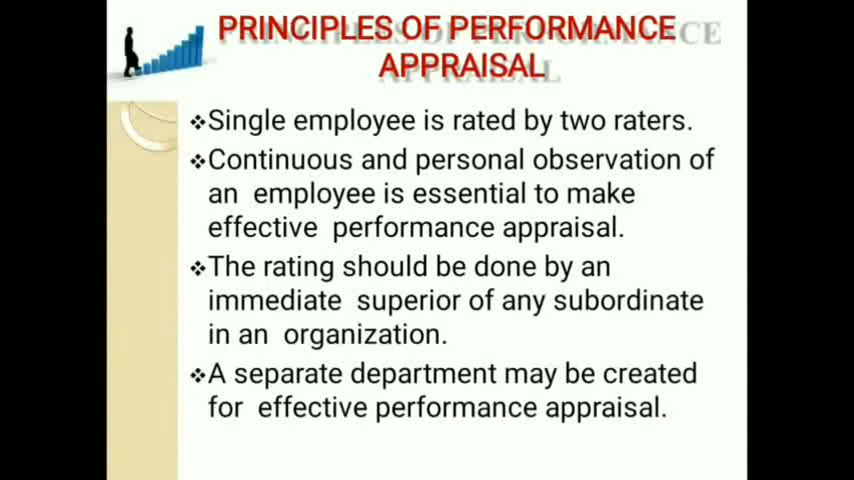 PRINCIPLES OF PERFORMANCE
APPRAISAL
❖Single employee is rated by two raters.
❖Continuous and personal observation of
an employee is essential to make
effective performance appraisal.
❖The rating should be done by an
immediate superior of any subordinate
in an organization.
❖A separate department may be created
for effective performance appraisal.